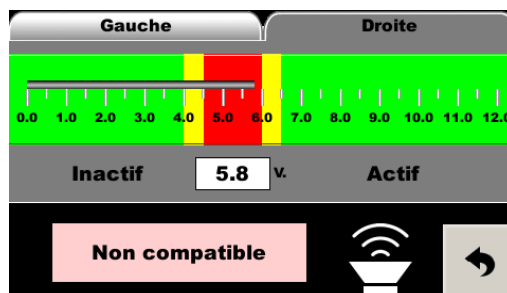 Gauche Droite
0.0 1.0 2.0 3.0 4.0 5.0 6.0 7.0 8.0 9.0 10.0 11.0 12.0
Inactif 5.8 V. Actif
Non compatible